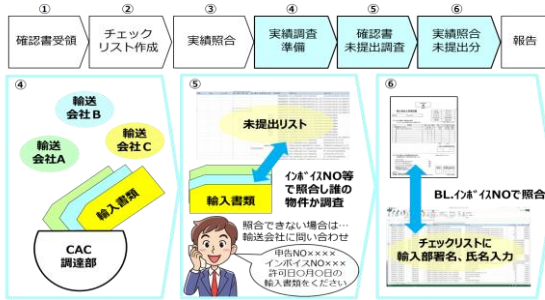 ①
②
③
④
⑤
⑥
確認書受領
チェック
リスト作成
実績照合
実績調査
準備
確認書
未提出調査
実績照合
未提出分
報告
④
輸送
会社B
輸送
会社A
輸送
会社C
輸入書類
CAC
調達部
⑤
未提出リスト
輸入書類
ｲﾝﾎﾞｲｽNO等
で照合し誰の
物件か調査
照合できない場合は…
輸送会社に問い合わせ
申告NO××××
インボイスNO×××
許可日〇月〇日の
輸入書類をください
⑥
BL.ｲﾝﾎﾞｲｽNOで照合
チェックリストに
輸入部署名、氏名入力